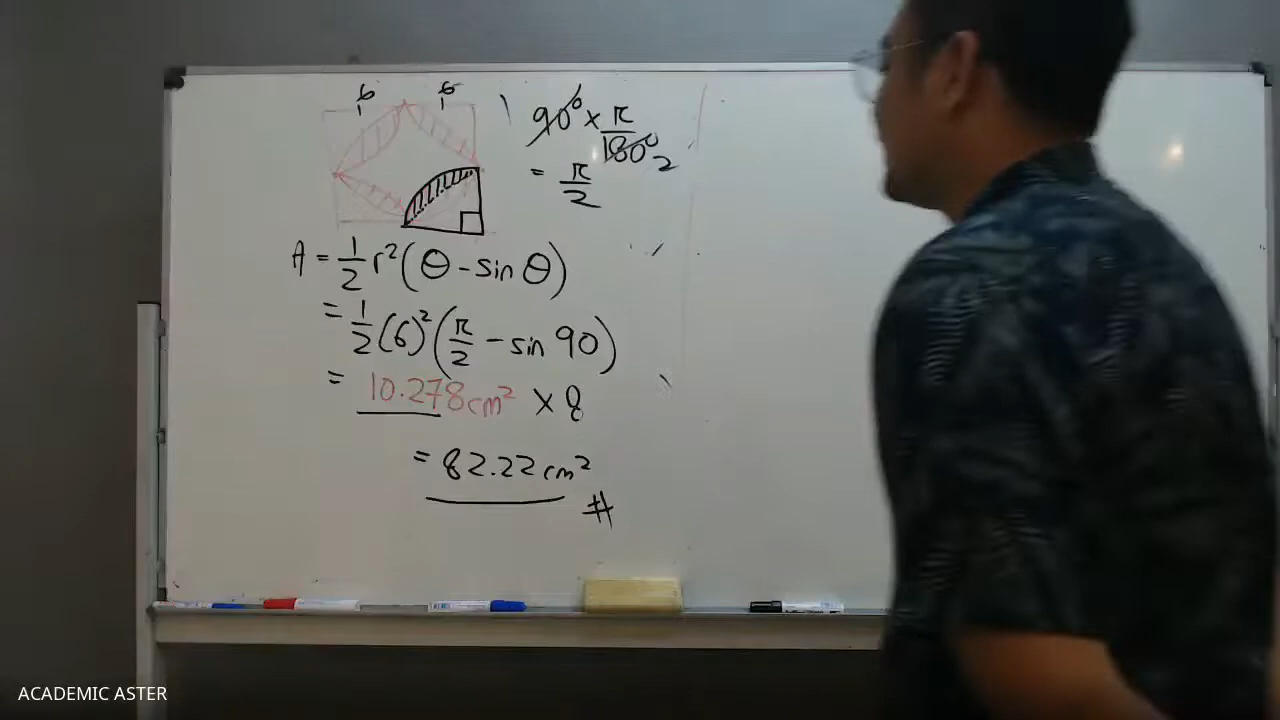 6 6
90° × π/180° 2
= π/2
A = 1/2 r² (θ - sin θ)
= 1/2 (6)² (π/2 - sin 90)
= 10.278 cm² × 8
= 82.22 cm² #
ACADEMIC ASTER